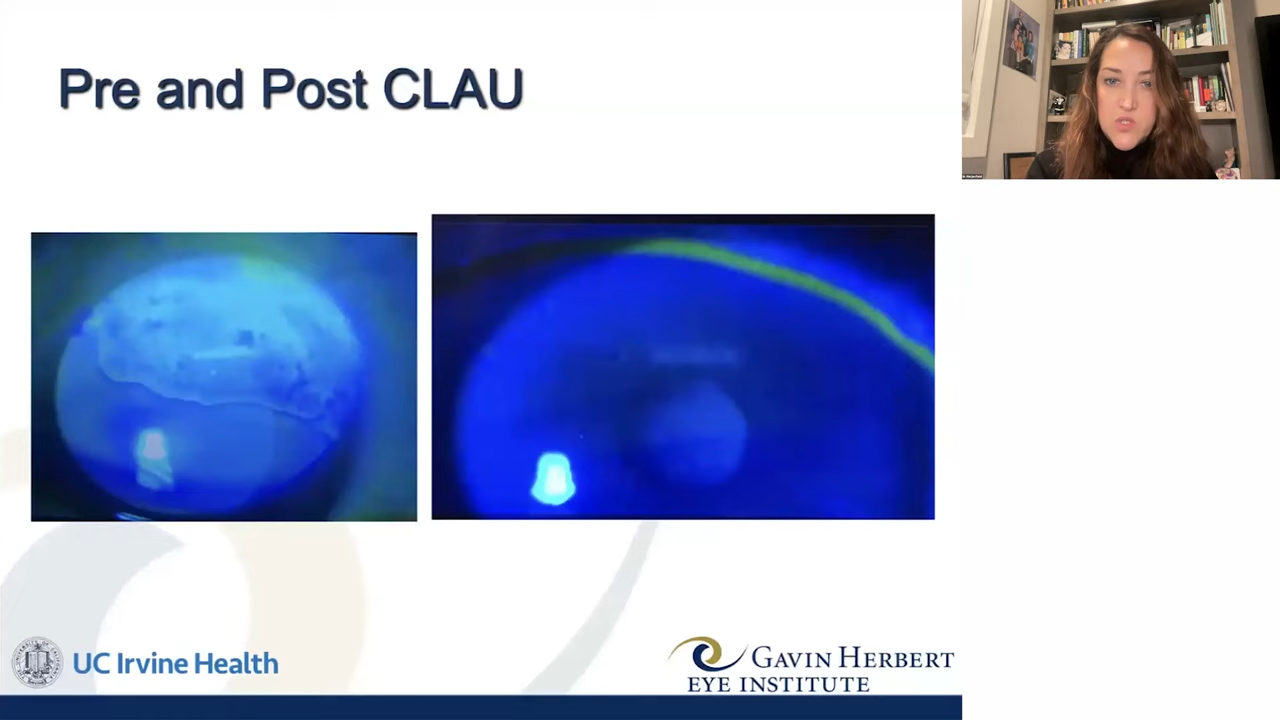 Pre and Post CLAU
UC Irvine Health
GAVIN HERBERT
EYE INSTITUTE